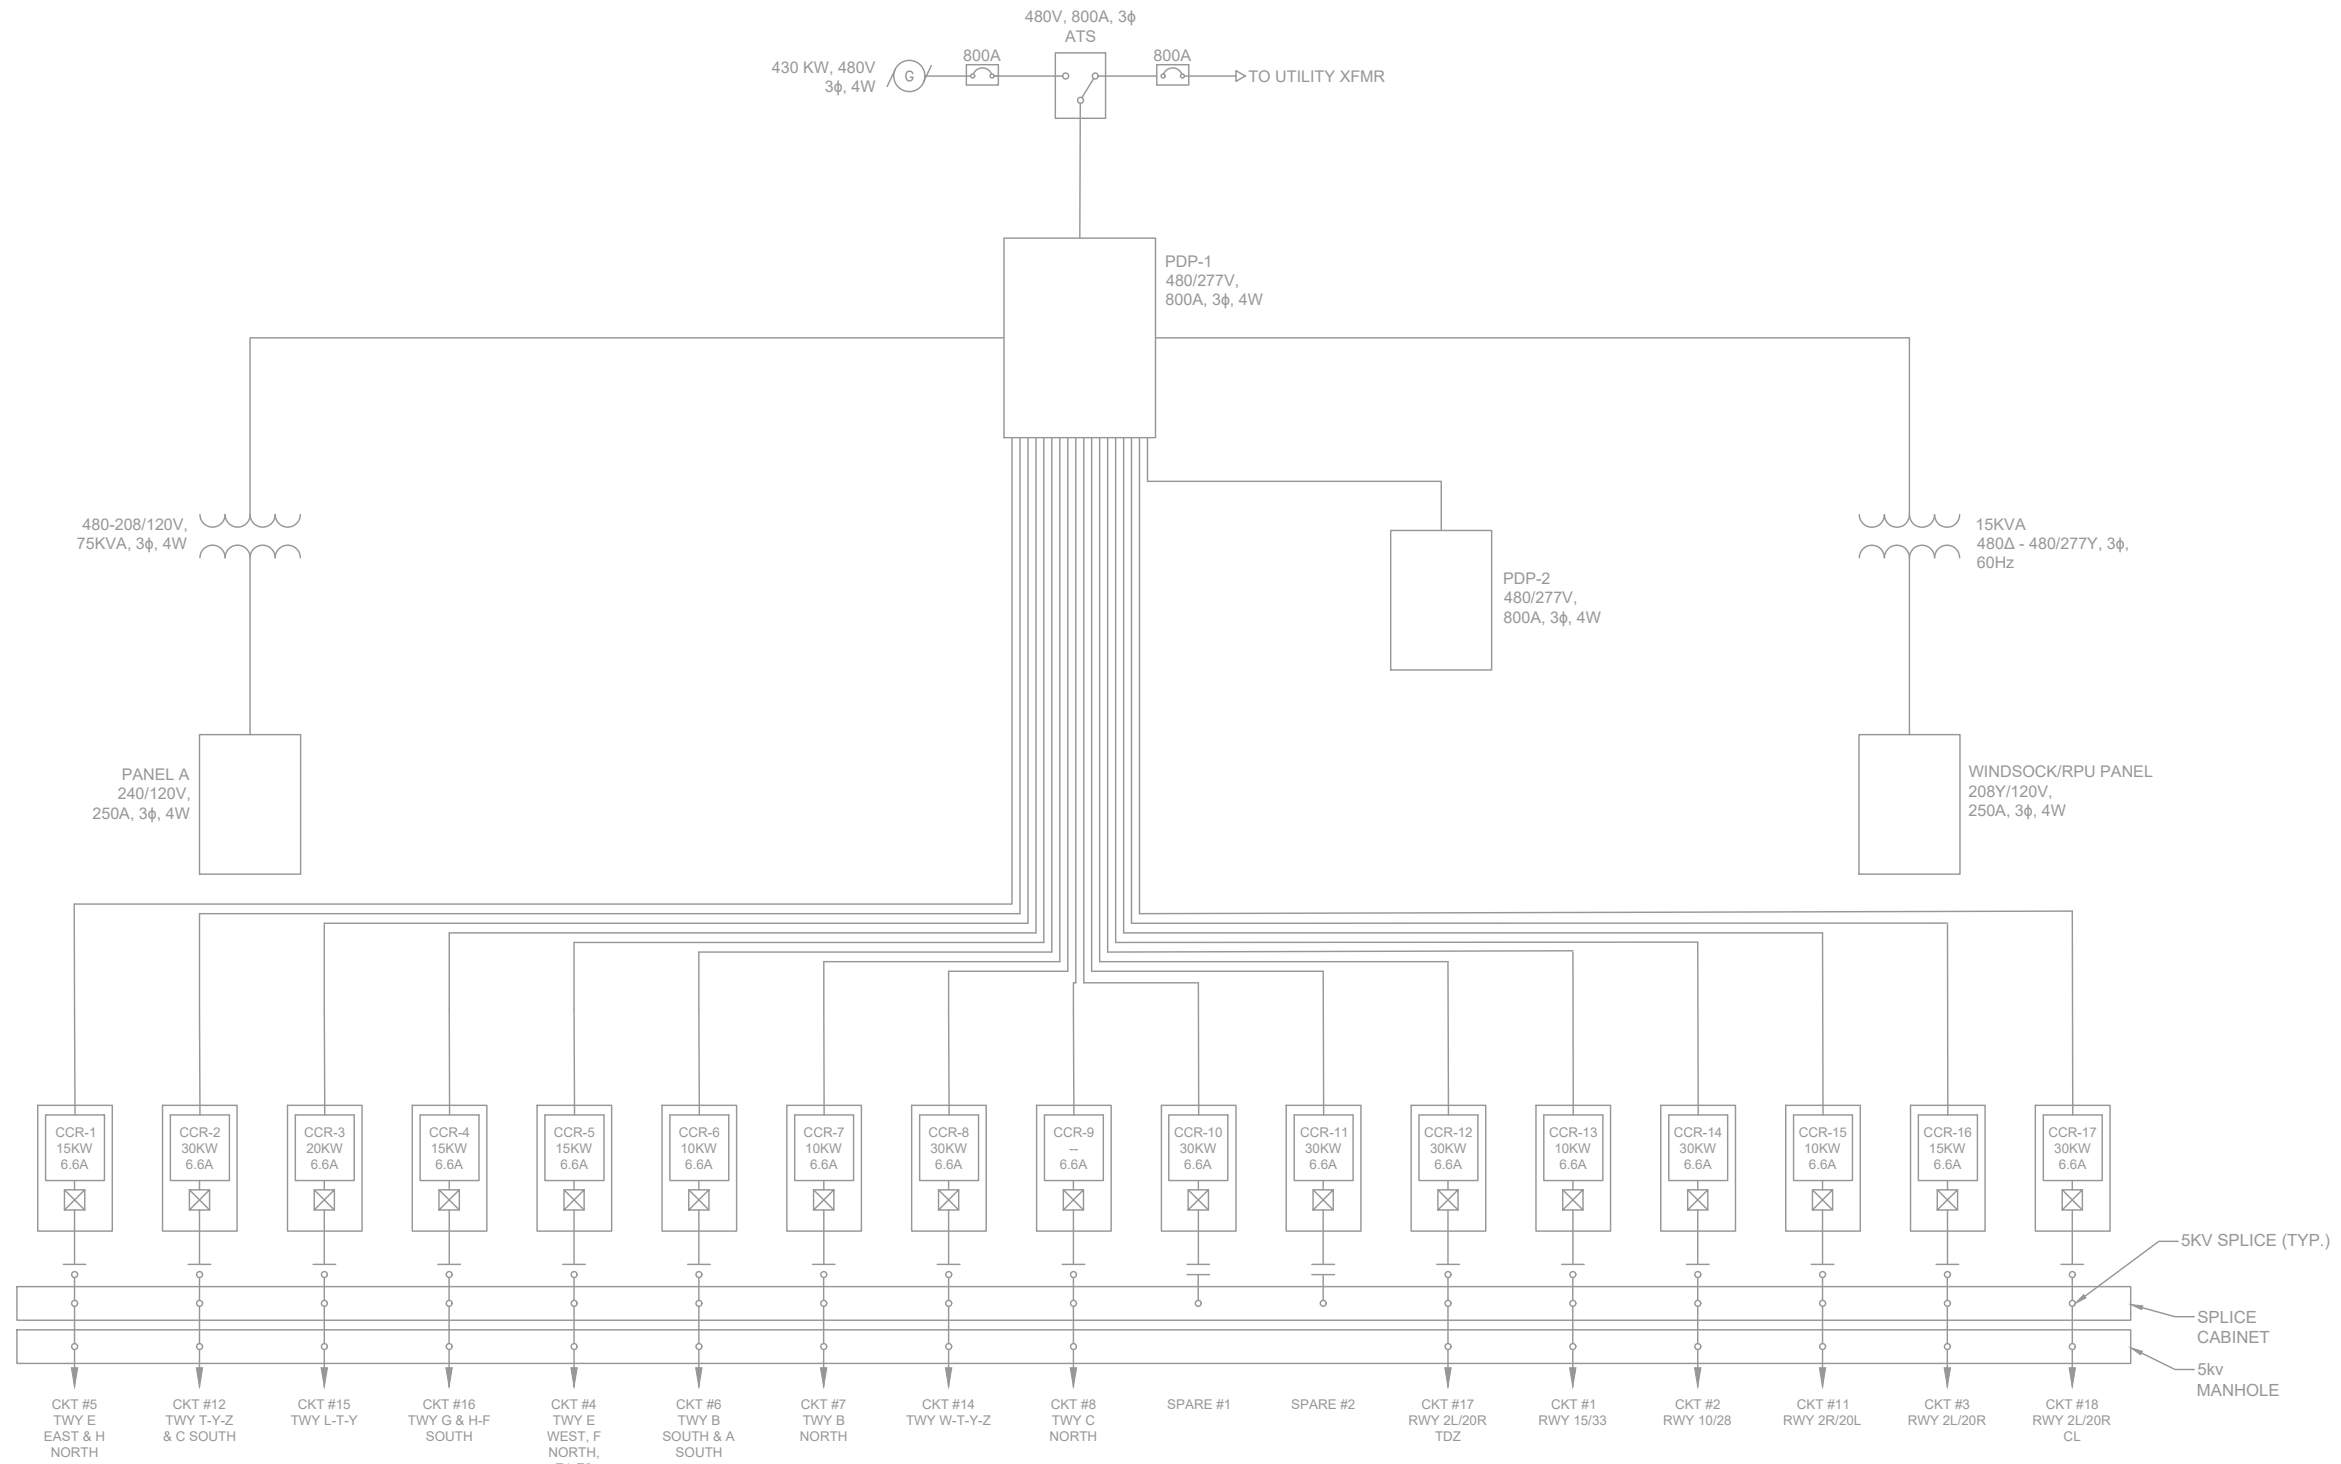 480V, 800A, 3ϕ
ATS
430 KW, 480V
3ϕ, 4W
G
800A
800A
TO UTILITY XFMR
PDP-1
480/277V,
800A, 3ϕ, 4W
480-208/120V,
75KVA, 3ϕ, 4W
PDP-2
480/277V,
800A, 3ϕ, 4W
15KVA
480Δ - 480/277Y, 3ϕ,
60Hz
PANEL A
240/120V,
250A, 3ϕ, 4W
WINDSOCK/RPU PANEL
208Y/120V,
250A, 3ϕ, 4W
CCR-1
15KW
6.6A
CCR-2
30KW
6.6A
CCR-3
20KW
6.6A
CCR-4
15KW
6.6A
CCR-5
15KW
6.6A
CCR-6
10KW
6.6A
CCR-7
10KW
6.6A
CCR-8
30KW
6.6A
CCR-9
--
6.6A
CCR-10
30KW
6.6A
CCR-11
30KW
6.6A
CCR-12
30KW
6.6A
CCR-13
10KW
6.6A
CCR-14
30KW
6.6A
CCR-15
10KW
6.6A
CCR-16
15KW
6.6A
CCR-17
30KW
6.6A
5KV SPLICE (TYP.)
SPLICE
CABINET
5kv
MANHOLE
CKT #5
TWY E
EAST & H
NORTH
CKT #12
TWY T-Y-Z
& C SOUTH
CKT #15
TWY L-T-Y
CKT #16
TWY G & H-F
SOUTH
CKT #4
TWY E
WEST, F
NORTH,
CKT #6
TWY B
SOUTH & A
SOUTH
CKT #7
TWY B
NORTH
CKT #14
TWY W-T-Y-Z
CKT #8
TWY C
NORTH
SPARE #1
SPARE #2
CKT #17
RWY 2L/20R
TDZ
CKT #1
RWY 15/33
CKT #2
RWY 10/28
CKT #11
RWY 2R/20L
CKT #3
RWY 2L/20R
CKT #18
RWY 2L/20R
CL